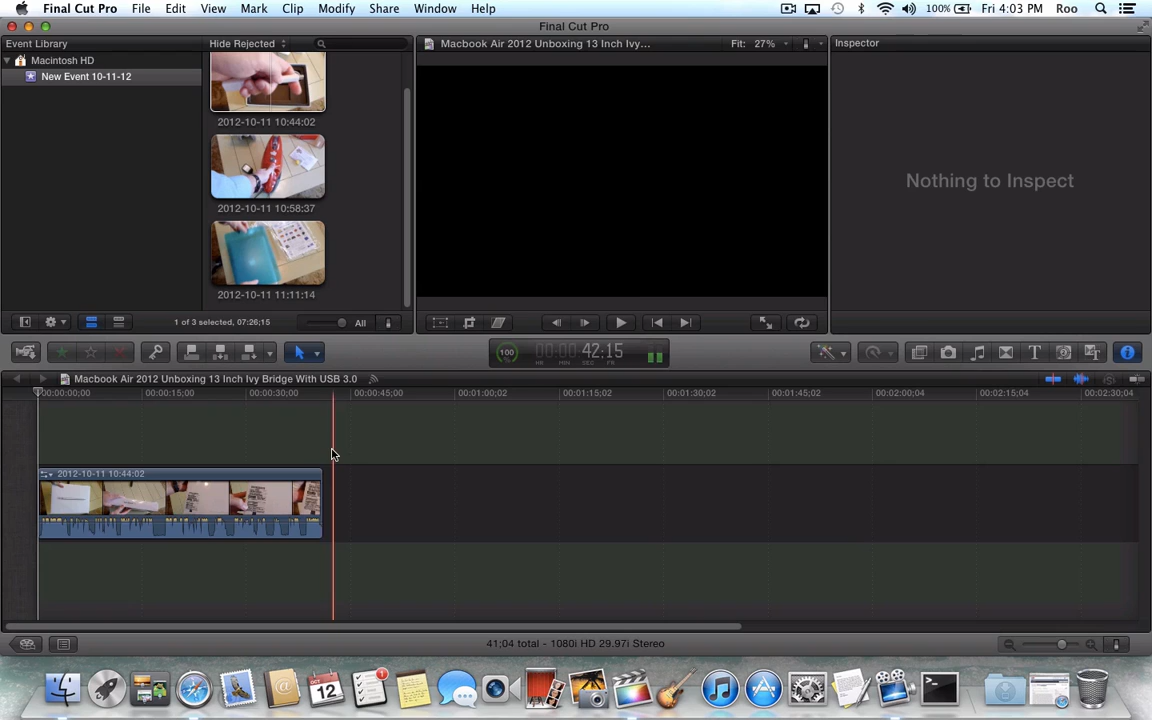 Final Cut Pro File Edit View Mark Clip Modify Share Window Help 100% Fri 4:03 PM Roo
Final Cut Pro
Event Library Hide Rejected Macbook Air 2012 Unboxing 13 Inch Ivy... Fit: 27% Inspector
Macintosh HD
New Event 10-11-12
2012-10-11 10:44:02
Nothing to Inspect
2012-10-11 10:58:37
2012-10-11 11:11:14
1 of 3 selected, 07:26;15 All
100 00:00:00 42;15 T
HR MIN SEC FR
Macbook Air 2012 Unboxing 13 Inch Ivy Bridge With USB 3.0
00:00:00;00 00:00:15;00 00:00:30;00 00:00:45;00 00:01:00;02 00:01:15;02 00:01:30;02 00:01:45;02 00:02:00;04 00:02:15;04 00:02:30;04
2012-10-11 10:44:02
41;04 total - 1080i HD 29.97i Stereo
OCT 1
12